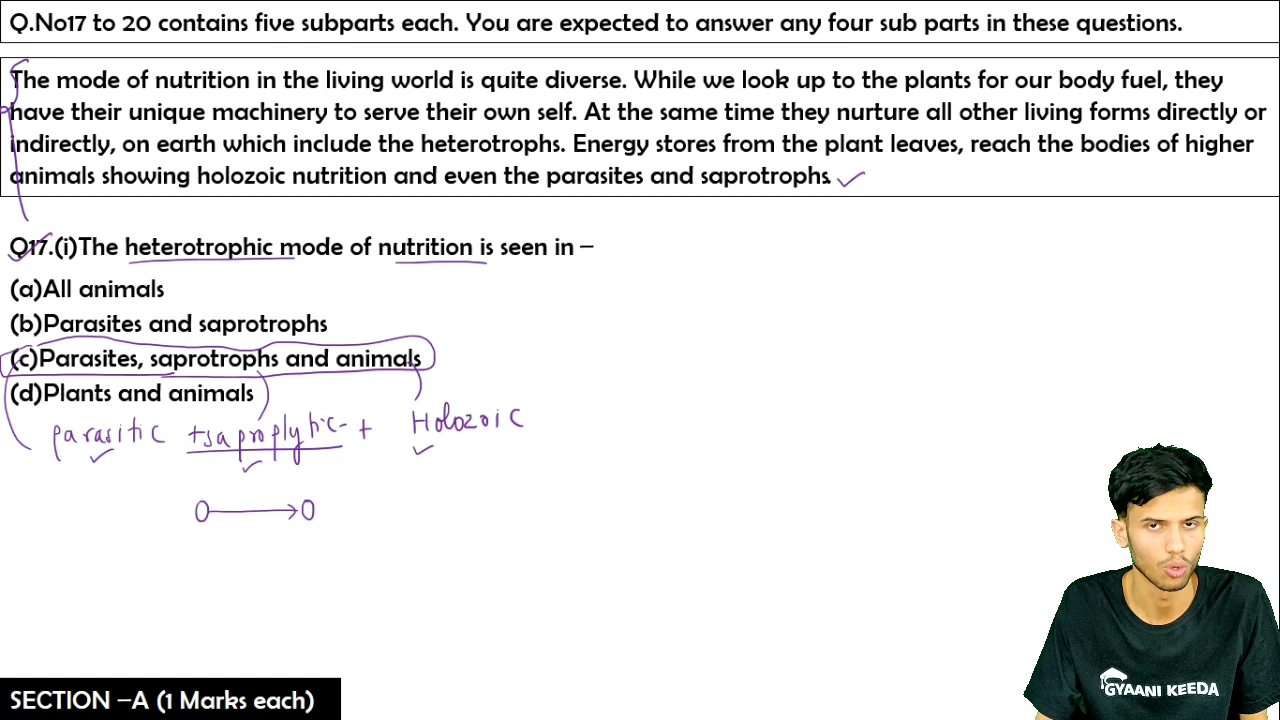 Q.No17 to 20 contains five subparts each. You are expected to answer any four sub parts in these questions.
The mode of nutrition in the living world is quite diverse. While we look up to the plants for our body fuel, they
have their unique machinery to serve their own self. At the same time they nurture all other living forms directly or
indirectly, on earth which include the heterotrophs. Energy stores from the plant leaves, reach the bodies of higher
animals showing holozoic nutrition and even the parasites and saprotrophs.
Q17.(i)The heterotrophic mode of nutrition is seen in –
(a)All animals
(b)Parasites and saprotrophs
(c)Parasites, saprotrophs and animals
(d)Plants and animals
parasitic + saproplytic + Holozoic
O → O
GYAANI KEEDA
SECTION –A (1 Marks each)